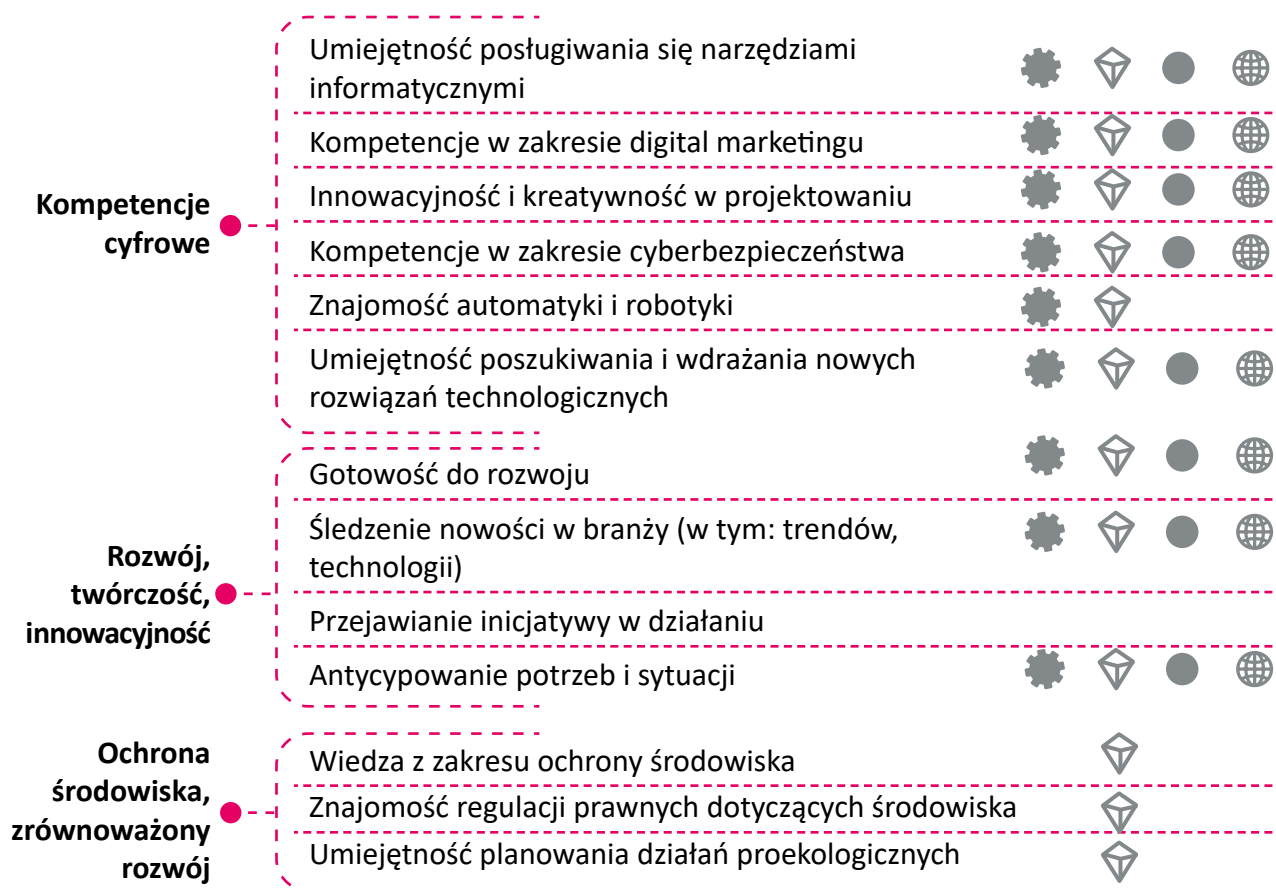 Kompetencje
cyfrowe
Umiejętność posługiwania się narzędziami
informatycznymi
Kompetencje w zakresie digital marketingu
Innowacyjność i kreatywność w projektowaniu
Kompetencje w zakresie cyberbezpieczeństwa
Znajomość automatyki i robotyki
Umiejętność poszukiwania i wdrażania nowych
rozwiązań technologicznych
Rozwój,
twórczość,
innowacyjność
Gotowość do rozwoju
Śledzenie nowości w branży (w tym: trendów,
technologii)
Przejawianie inicjatywy w działaniu
Antycypowanie potrzeb i sytuacji
Ochrona
środowiska,
zrównoważony
rozwój
Wiedza z zakresu ochrony środowiska
Znajomość regulacji prawnych dotyczących środowiska
Umiejętność planowania działań proekologicznych